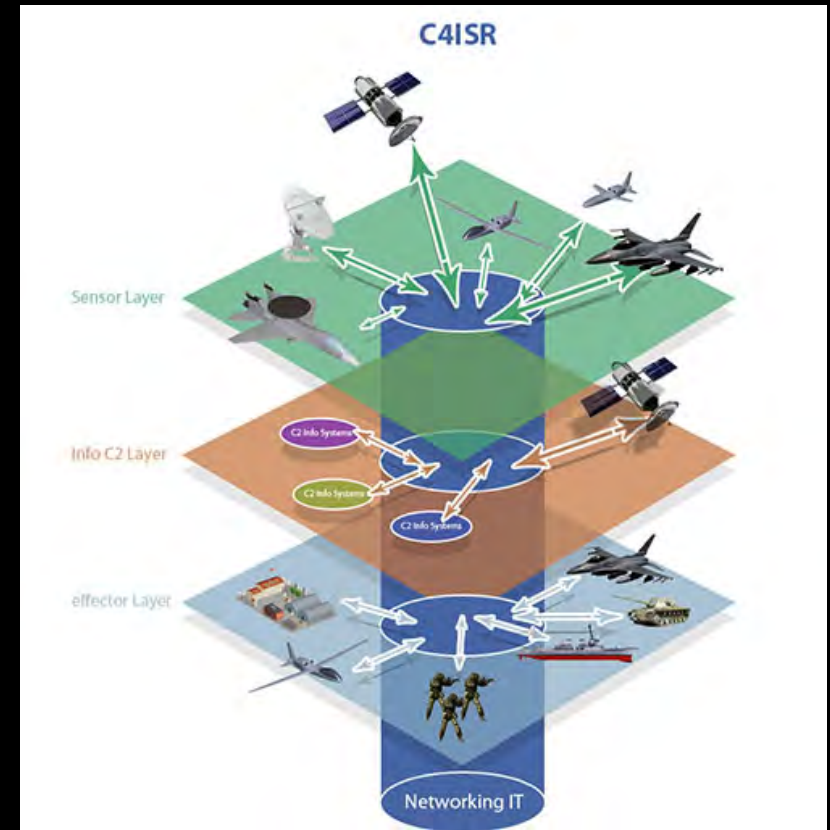 C4ISR
Sensor Layer
Info C2 Layer
C2 Info Systems
C2 Info Systems
C2 Info Systems
effector Layer
Networking IT